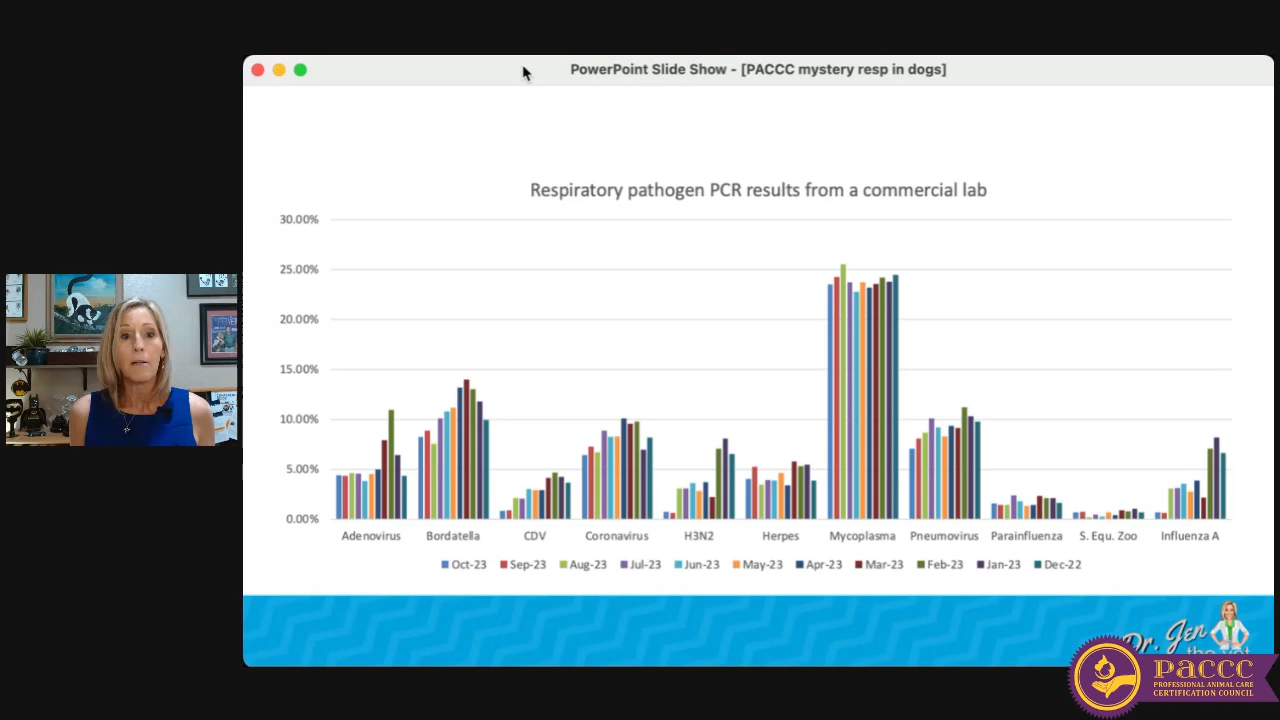 PowerPoint Slide Show - [PACCC mystery resp in dogs]
Respiratory pathogen PCR results from a commercial lab
30.00%
25.00%
20.00%
15.00%
10.00%
5.00%
0.00%
Adenovirus Bordatella CDV Coronavirus H3N2 Herpes Mycoplasma Pneumovirus Parainfluenza S. Equ. Zoo Influenza A
Oct-23 Sep-23 Aug-23 Jul-23 Jun-23 May-23 Apr-23 Mar-23 Feb-23 Jan-23 Dec-22
Dr. Jen
the vet
PACCC
PROFESSIONAL ANIMAL CARE
CERTIFICATION COUNCIL